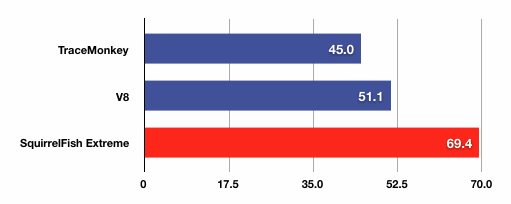 TraceMonkey 45.0
V8 51.1
SquirrelFish Extreme 69.4
0 17.5 35.0 52.5 70.0